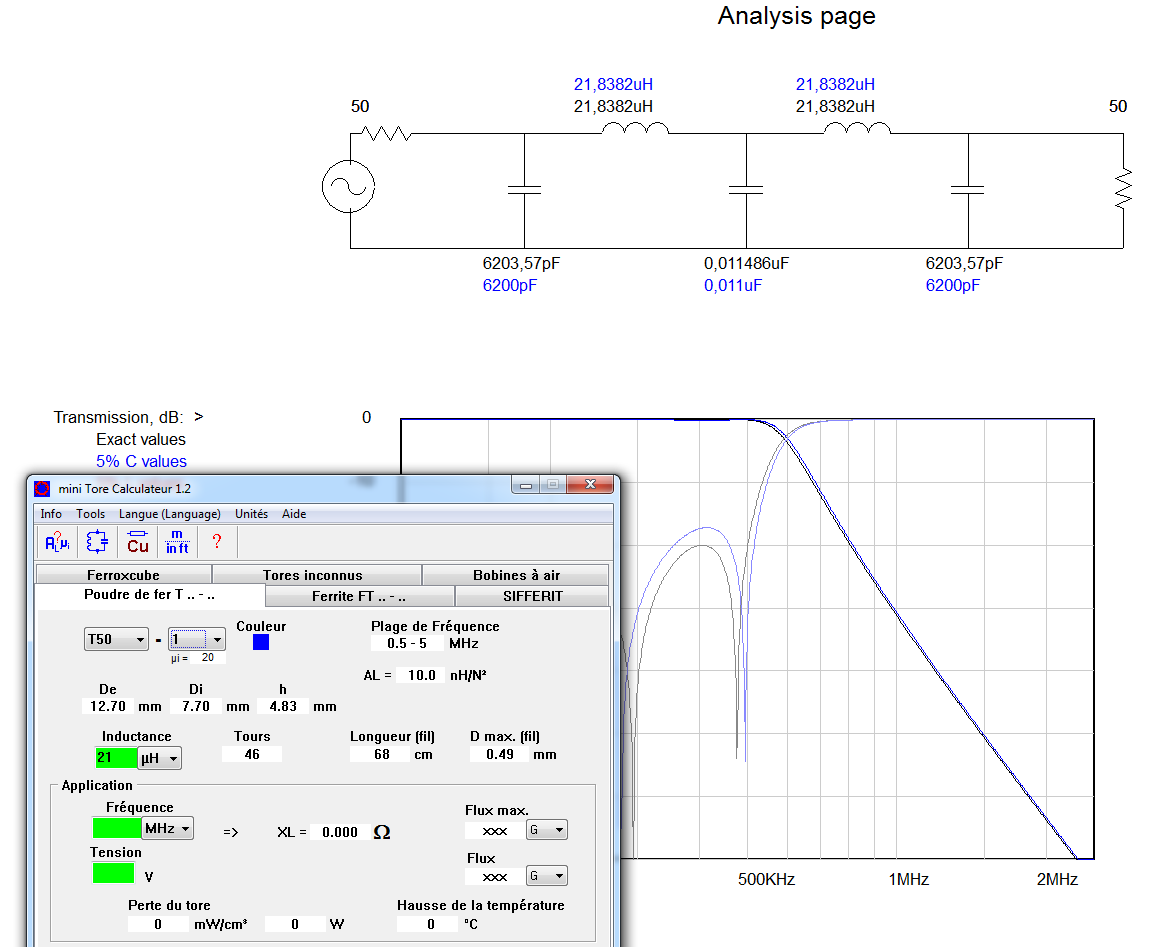 Analysis page
21,8382uH 21,8382uH
50 21,8382uH 21,8382uH 50
6203,57pF 0,011486uF 6203,57pF
6200pF 0,011uF 6200pF
Transmission, dB: > 0
Exact values
5% C values
mini Tore Calculateur 1.2
Info Tools Langue (Language) Unités Aide
A[?µi Cu m in ft ?
Ferroxcube Tores inconnus Bobines à air
Poudre de fer T .. - .. Ferrite FT .. - .. SIFFERIT
Couleur Plage de Fréquence
T50 - 1 0.5 - 5 MHz
µi = 20
AL = 10.0 nH/N²
De Di h
12.70 mm 7.70 mm 4.83 mm
Inductance Tours Longueur (fil) D max. (fil)
21 µH 46 68 cm 0.49 mm
Application
Fréquence Flux max.
MHz => XL = 0.000 Ω xxx G
Tension Flux
V xxx G
500KHz 1MHz 2MHz
Perte du tore Hausse de la température
0 mW/cm³ 0 W 0 °C